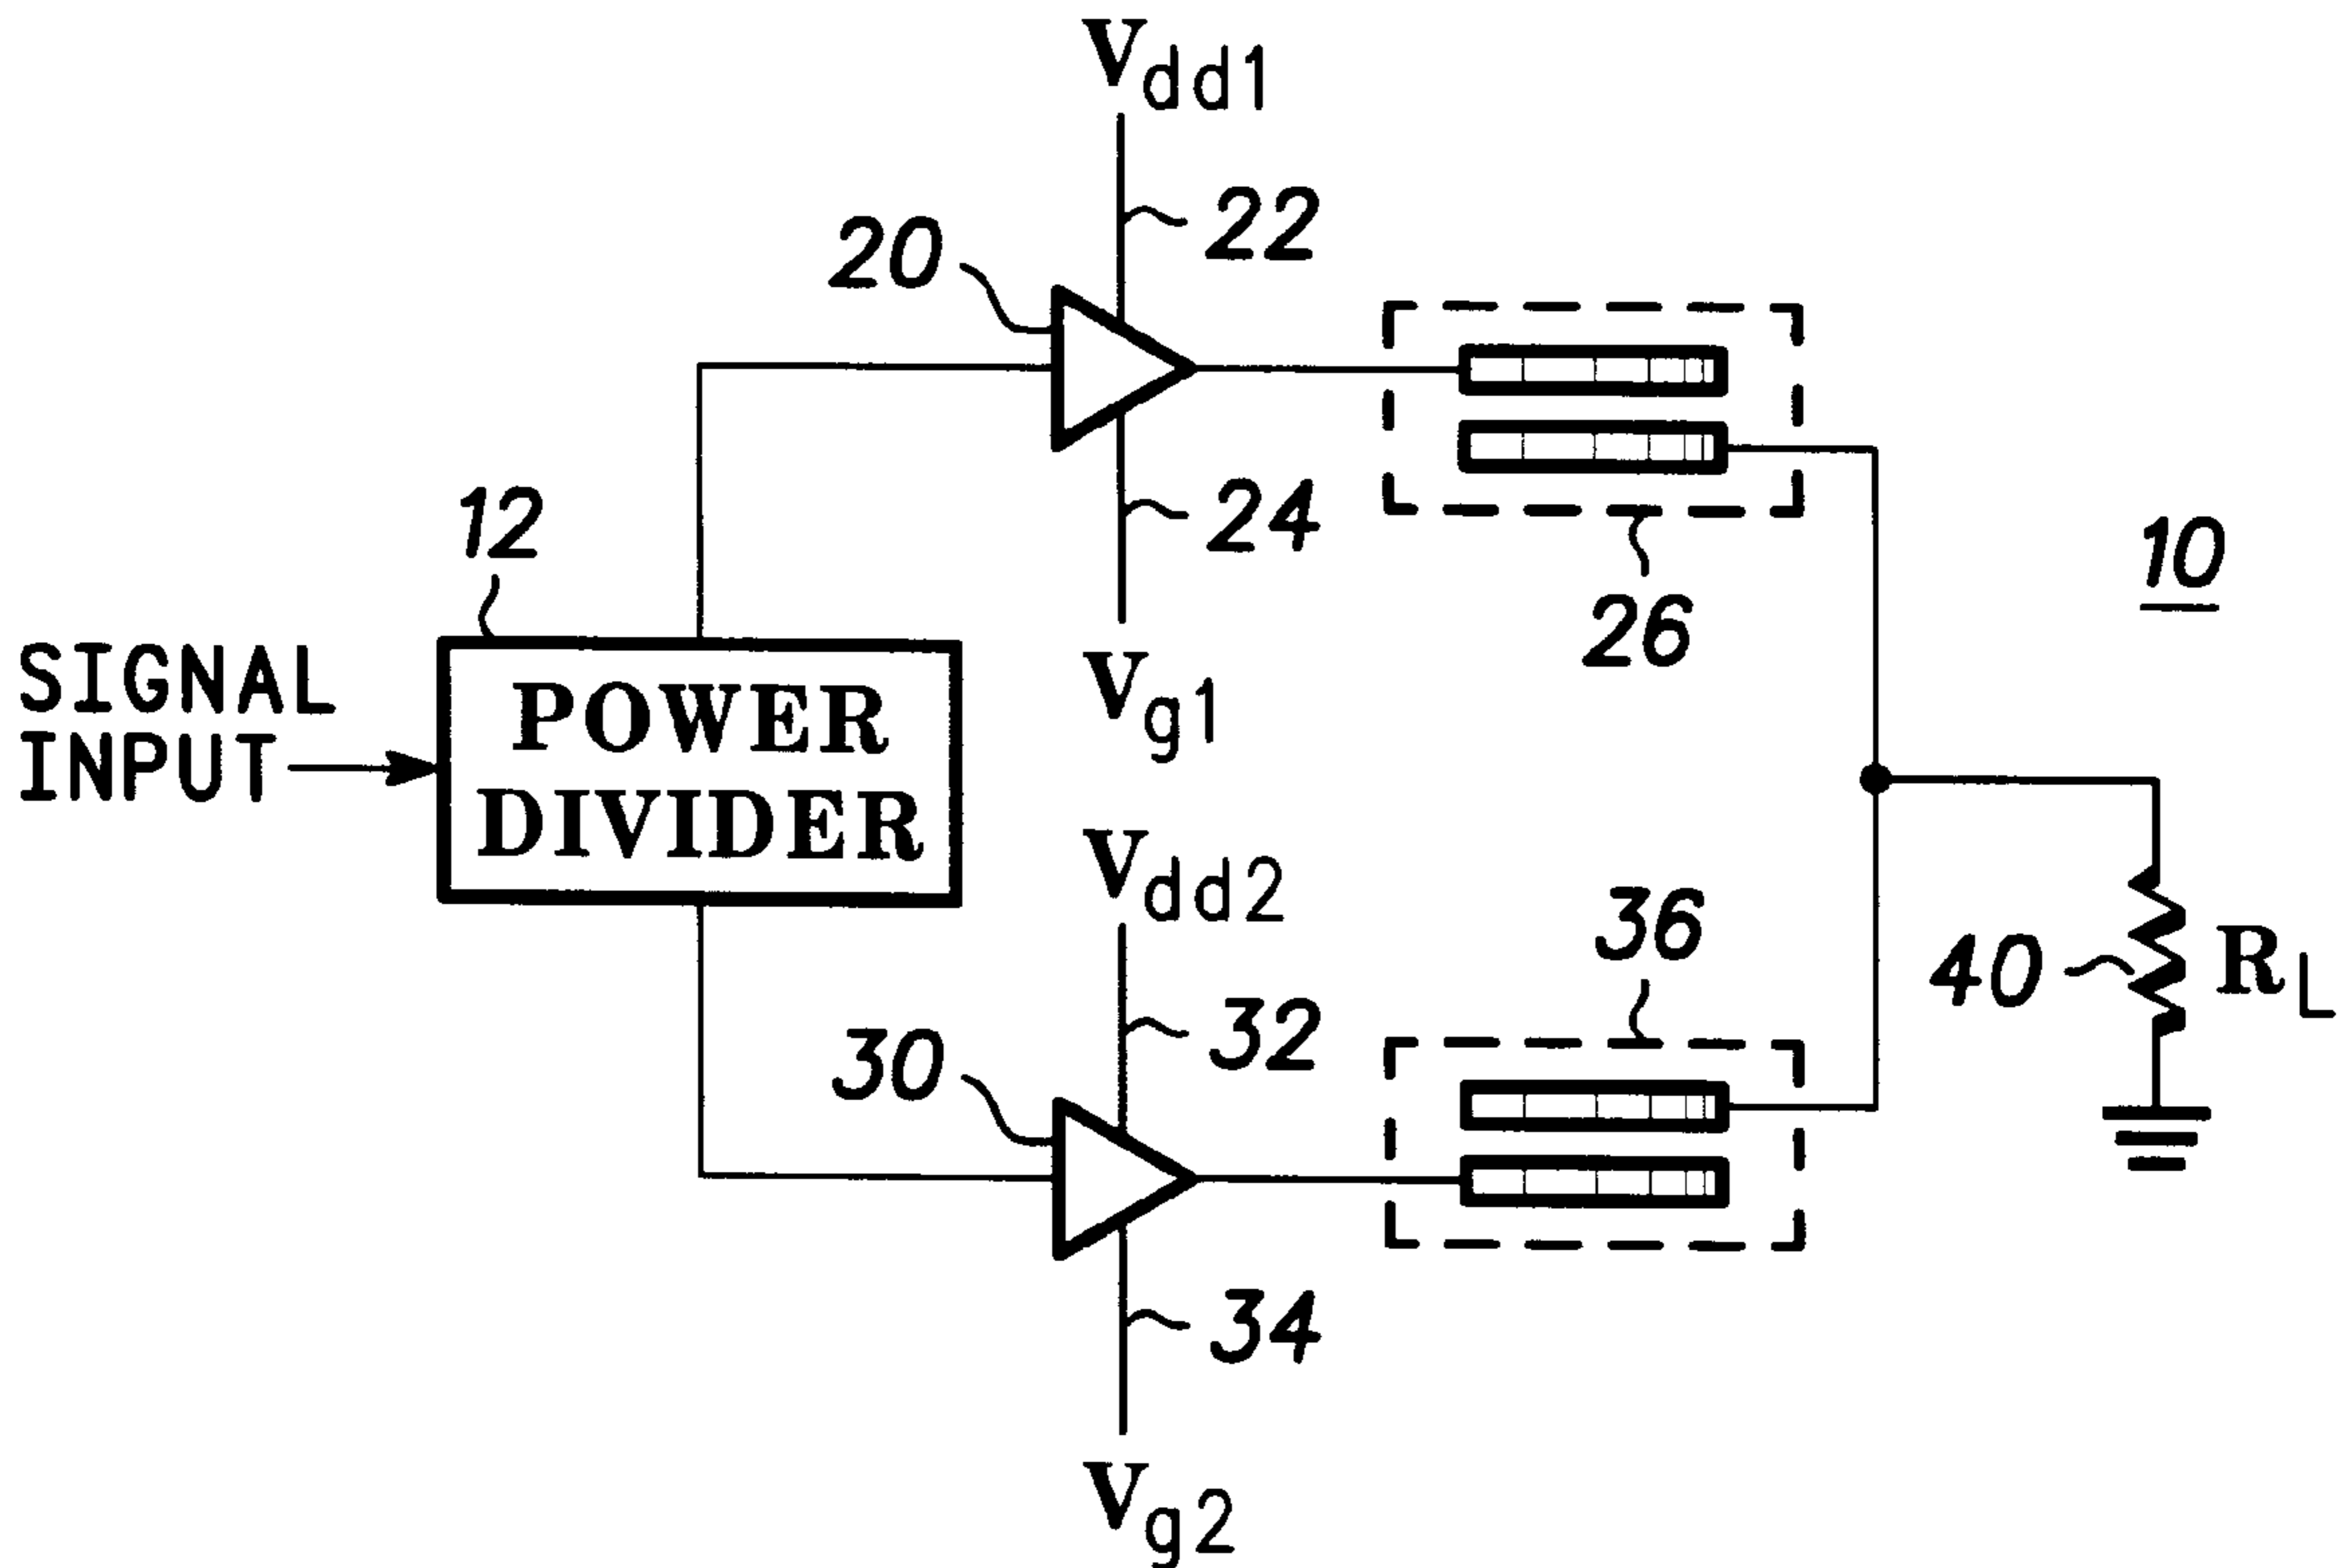 Vdd1
22
20
24
12
26
10
Vg1
SIGNAL
INPUT
POWER
DIVIDER
Vdd2
36
40
RL
32
30
34
Vg2